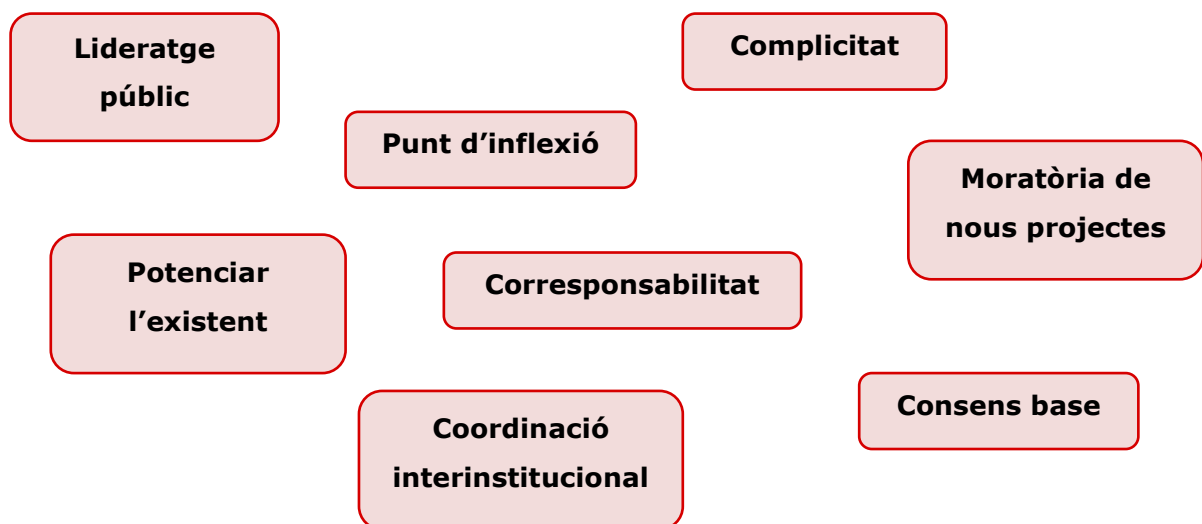 Lideratge
públic
Complicitat
Punt d’inflexió
Moratòria de
nous projectes
Potenciar
l’existent
Corresponsabilitat
Consens base
Coordinació
interinstitucional